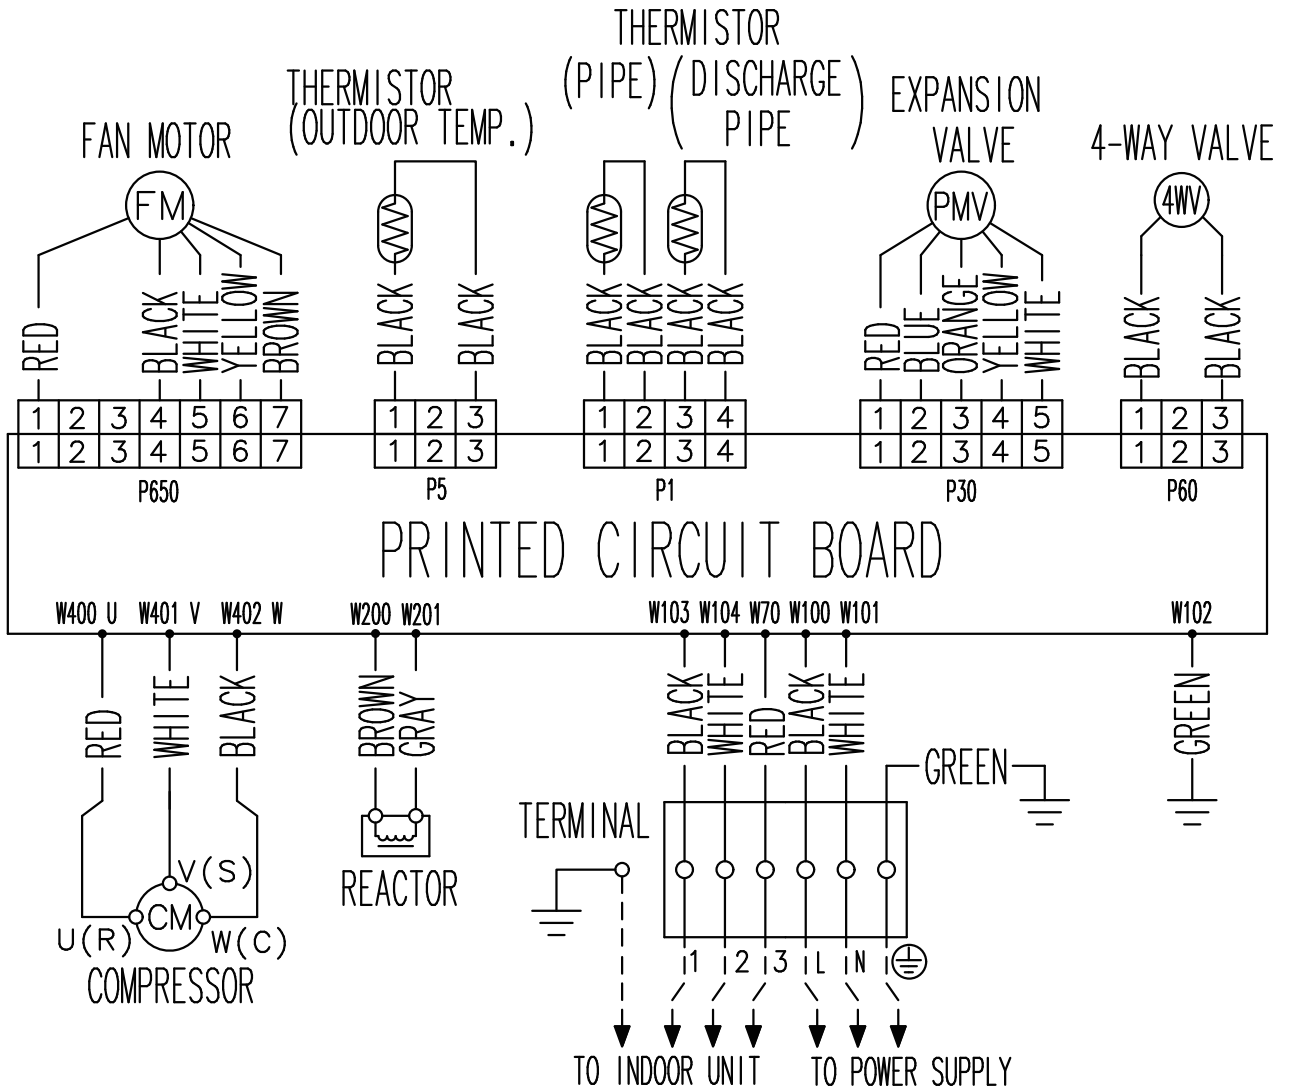 THERMISTOR
(PIPE) (DISCHARGE PIPE)
THERMISTOR
(OUTDOOR TEMP.)
EXPANSION
VALVE
FAN MOTOR
4-WAY VALVE
FM
PMV
4WV
RED BLACK WHITE YELLOW BROWN
BLACK BLACK
BLACK BLACK BLACK BLACK
RED BLUE ORANGE YELLOW WHITE
BLACK BLACK
1 2 3 4 5 6 7
1 2 3
1 2 3 4
1 2 3 4 5
1 2 3
1 2 3 4 5 6 7
1 2 3
1 2 3 4
1 2 3 4 5
1 2 3
P650
P5
P1
P30
P60
PRINTED CIRCUIT BOARD
W400 U W401 V W402 W
W200 W201
W103 W104 W70 W100 W101
W102
RED WHITE BLACK
BROWN GRAY
BLACK WHITE RED BLACK WHITE
GREEN
GREEN
TERMINAL
REACTOR
V(S)
CM
U(R)
W(C)
COMPRESSOR
1 2 3 L N
TO INDOOR UNIT
TO POWER SUPPLY